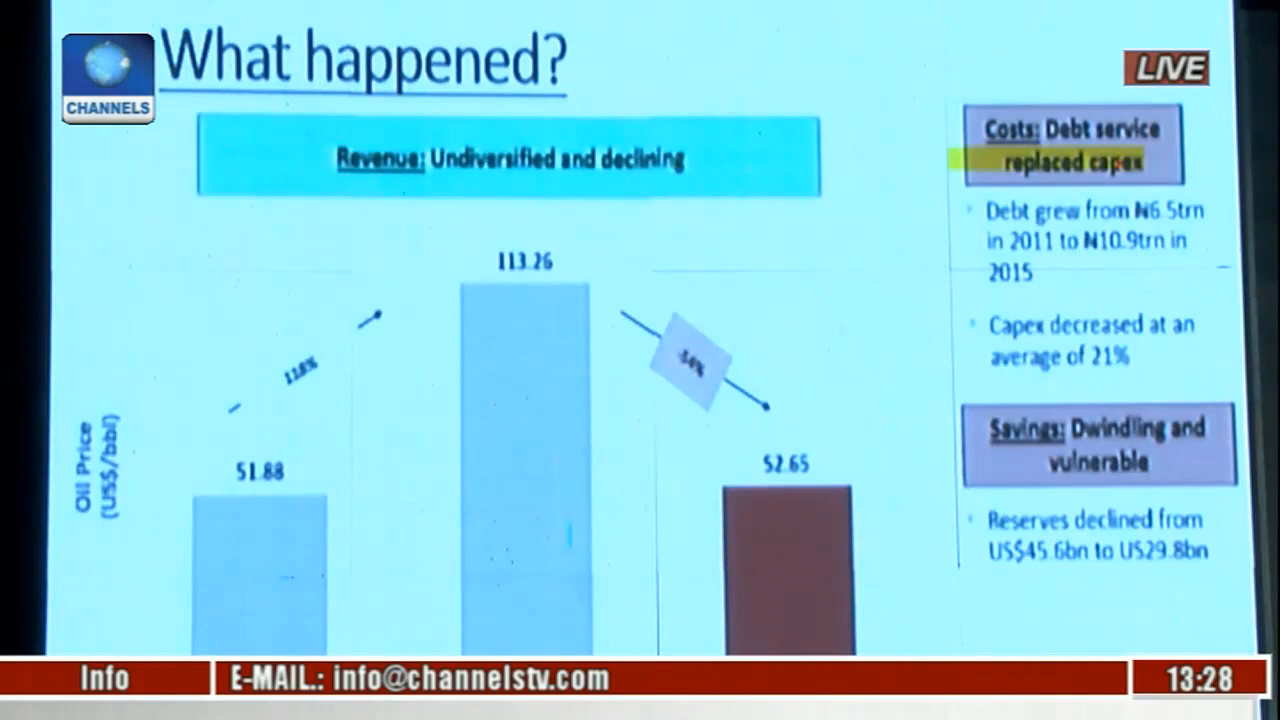 What happened?
CHANNELS
LIVE
Revenue: Undiversified and declining
Costs: Debt service
replaced capex
Debt grew from ₦6.5trn
in 2011 to ₦10.9trn in
2015
Capex decreased at an
average of 21%
Savings: Dwindling and
vulnerable
Reserves declined from
US$45.6bn to US29.8bn
113.26
118%
-54%
51.88
52.65
Oil Price
(US$/bbl)
Info
E-MAIL.: info@channelstv.com
13:28